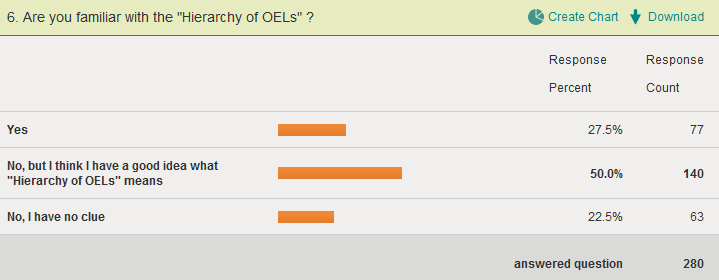 6. Are you familiar with the "Hierarchy of OELs" ?
Create Chart
Download
Response Percent
Response Count
Yes
27.5%
77
No, but I think I have a good idea what
"Hierarchy of OELs" means
50.0%
140
No, I have no clue
22.5%
63
answered question
280